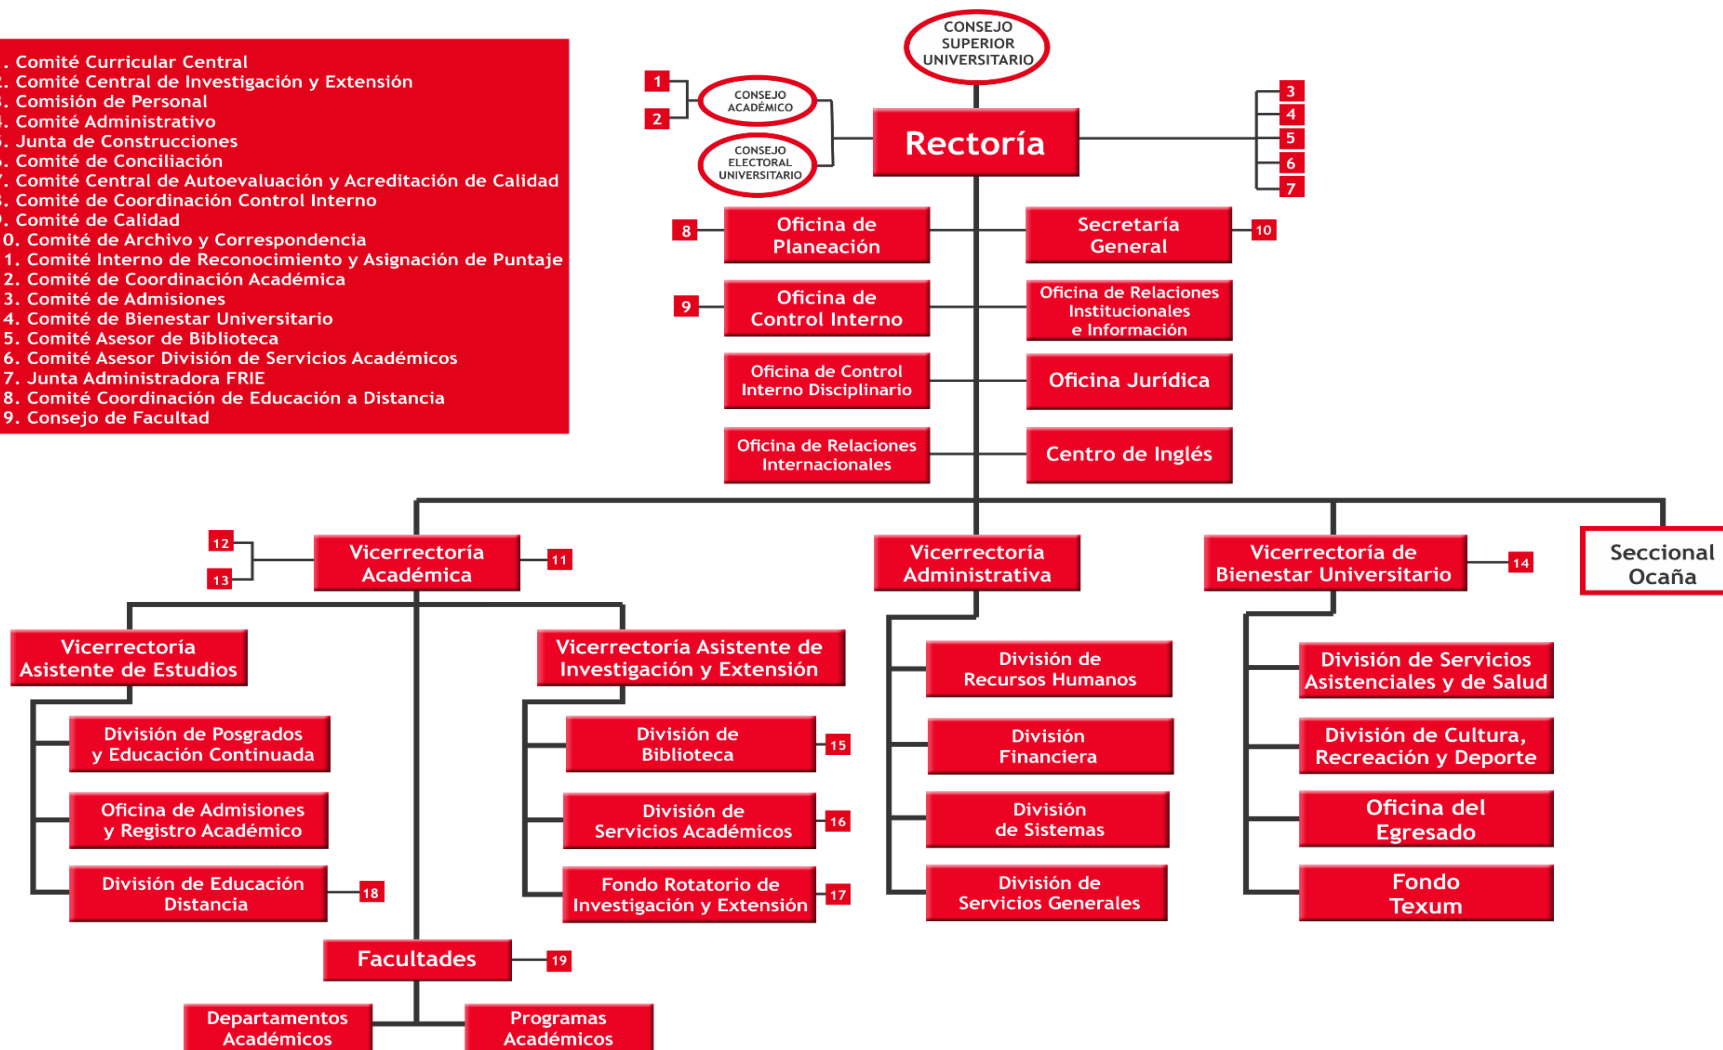 . Comité Curricular Central
2. Comité Central de Investigación y Extensión
3. Comisión de Personal
4. Comité Administrativo
5. Junta de Construcciones
6. Comité de Conciliación
7. Comité Central de Autoevaluación y Acreditación de Calidad
8. Comité de Coordinación Control Interno
9. Comité de Calidad
0. Comité de Archivo y Correspondencia
1. Comité Interno de Reconocimiento y Asignación de Puntaje
2. Comité de Coordinación Académica
3. Comité de Admisiones
4. Comité de Bienestar Universitario
5. Comité Asesor de Biblioteca
6. Comité Asesor División de Servicios Académicos
7. Junta Administradora FRIE
8. Comité Coordinación de Educación a Distancia
9. Consejo de Facultad
CONSEJO
SUPERIOR
UNIVERSITARIO
1
2
CONSEJO
ACADÉMICO
CONSEJO
ELECTORAL
UNIVERSITARIO
Rectoría
3
4
5
6
7
8
Oficina de
Planeación
Secretaría
General
10
9
Oficina de
Control Interno
Oficina de Relaciones
Institucionales
e Información
Oficina de Control
Interno Disciplinario
Oficina Jurídica
Oficina de Relaciones
Internacionales
Centro de Inglés
12
13
Vicerrectoría
Académica
11
Vicerrectoría
Administrativa
Vicerrectoría de
Bienestar Universitario
14
Seccional
Ocaña
Vicerrectoría
Asistente de Estudios
Vicerrectoría Asistente de
Investigación y Extensión
División de Posgrados
y Educación Continuada
Oficina de Admisiones
y Registro Académico
División de Educación
Distancia
18
División de
Biblioteca
15
División de
Servicios Académicos
16
Fondo Rotatorio de
Investigación y Extensión
17
División de
Recursos Humanos
División
Financiera
División
de Sistemas
División de
Servicios Generales
División de Servicios
Asistenciales y de Salud
División de Cultura,
Recreación y Deporte
Oficina del
Egresado
Fondo
Texum
Facultades
19
Departamentos
Académicos
Programas
Académicos